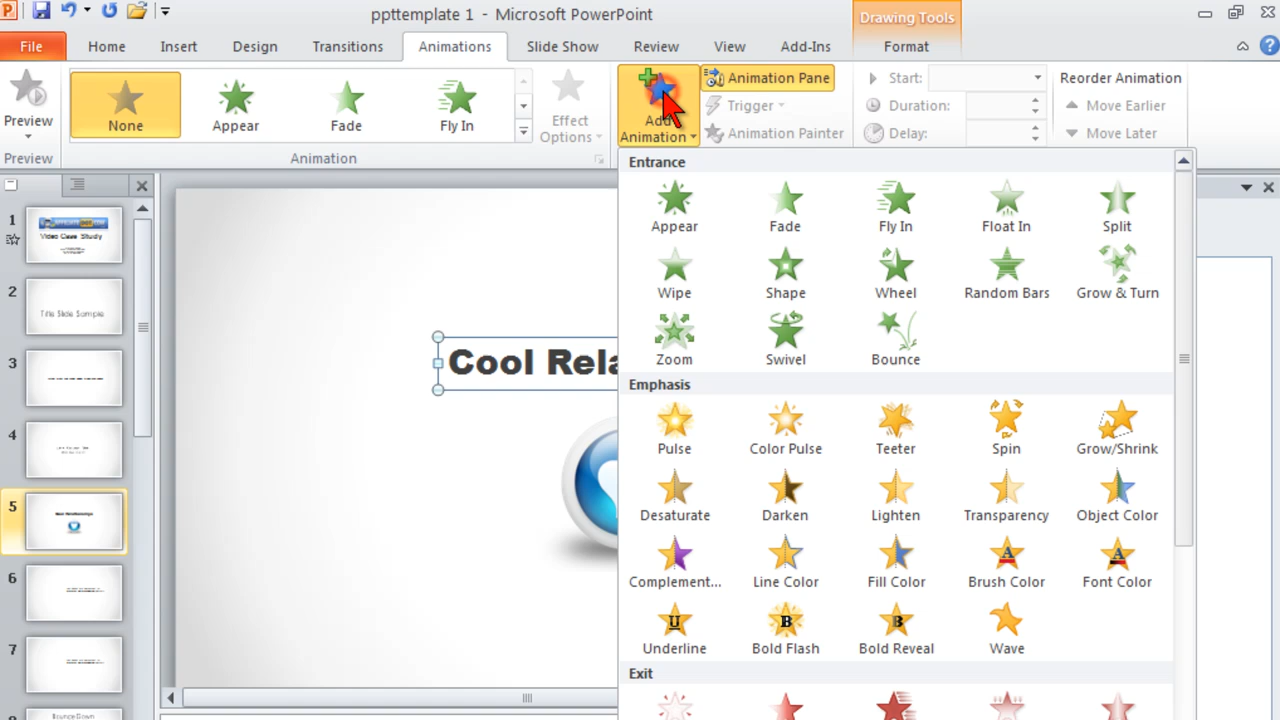 ppttemplate 1 - Microsoft PowerPoint
Drawing Tools
File Home Insert Design Transitions Animations Slide Show Review View Add-Ins Format
Preview
Preview
None Appear Fade Fly In
Animation
Effect Options
Add Animation
Animation Pane
Trigger
Animation Painter
Start:
Duration:
Delay:
Reorder Animation
Move Earlier
Move Later
1
Video Case Study
2
Title Slide Sample
3
4
5
6
7
Bounce Down
Cool Rela
Entrance
Appear Fade Fly In Float In Split
Wipe Shape Wheel Random Bars Grow & Turn
Zoom Swivel Bounce
Emphasis
Pulse Color Pulse Teeter Spin Grow/Shrink
Desaturate Darken Lighten Transparency Object Color
Complement... Line Color Fill Color Brush Color Font Color
Underline Bold Flash Bold Reveal Wave
Exit